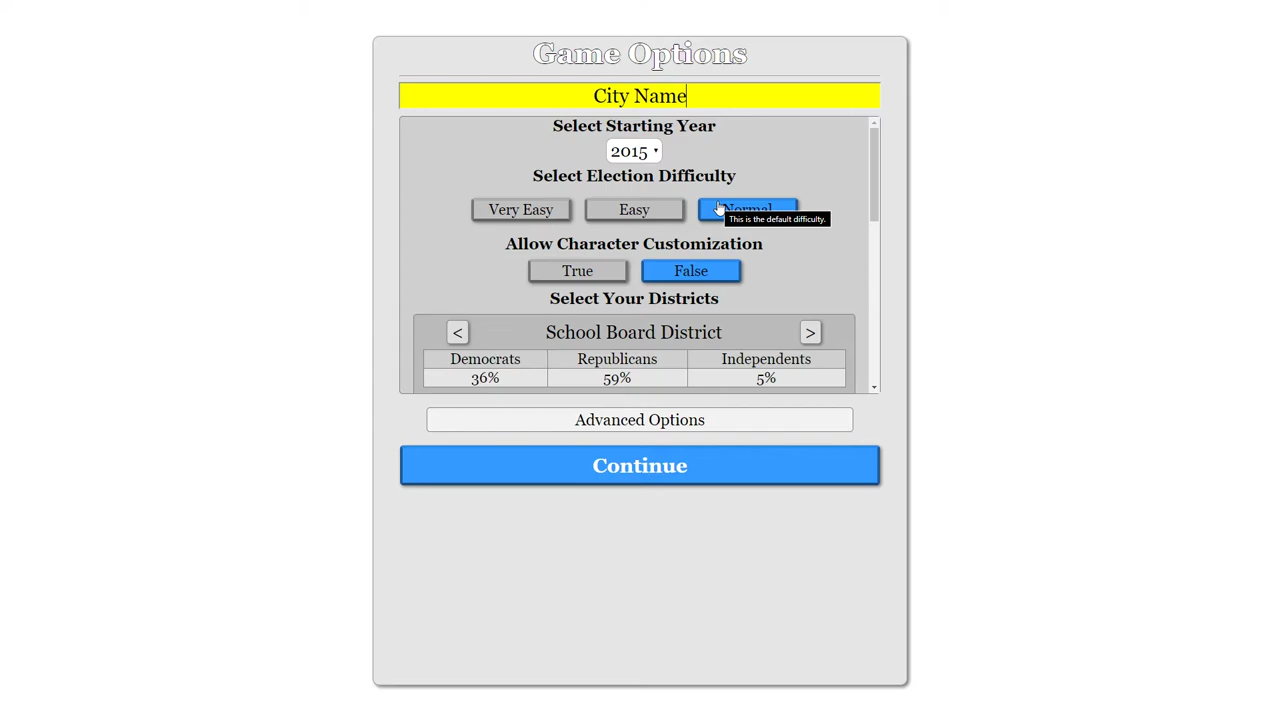 Game Options
City Name
Select Starting Year
2015
Select Election Difficulty
Very Easy Easy Normal
This is the default difficulty.
Allow Character Customization
True False
Select Your Districts
< School Board District >
Democrats Republicans Independents
36% 59% 5%
Advanced Options
Continue